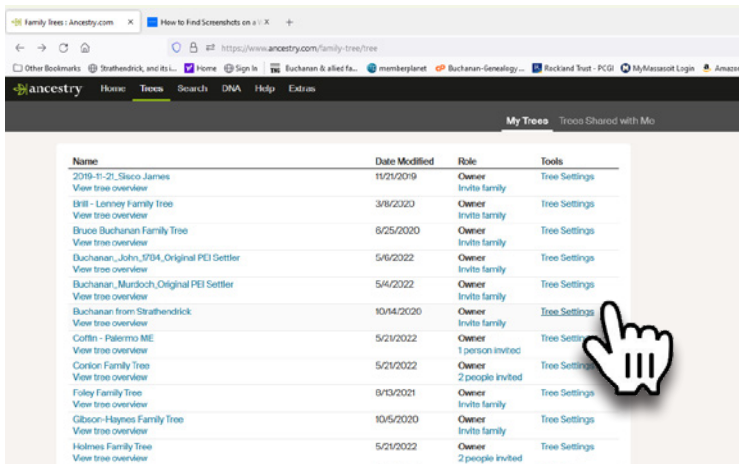 Family Trees : Ancestry.com × How to Find Screenshots on a \ × +
https://www.ancestry.com/family-tree/tree
Other Bookmarks Strathendrick, and its i... Home Sign In Buchanan & allied fa... memberplanet Buchanan-Genealogy ... Rockland Trust - PCGI MyMassasoit Login Amazon
ancestry Home Trees Search DNA Help Extras
My Trees Trees Shared with Me
Name Date Modified Role Tools
2019-11-21_Sisco James 11/21/2019 Owner Tree Settings
View tree overview Invite family
Brill - Lenney Family Tree 3/8/2020 Owner Tree Settings
View tree overview Invite family
Bruce Buchanan Family Tree 6/25/2020 Owner Tree Settings
View tree overview Invite family
Buchanan_John_1784_Original PEI Settler 5/6/2022 Owner Tree Settings
View tree overview Invite family
Buchanan_Murdoch_Original PEI Settler 5/4/2022 Owner Tree Settings
View tree overview Invite family
Buchanan from Strathendrick 10/14/2020 Owner Tree Settings
View tree overview Invite family
Coffin - Palermo ME 5/21/2022 Owner Tree Settings
View tree overview 1 person invited
Conlon Family Tree 5/21/2022 Owner Tree Settings
View tree overview 2 people invited
Foley Family Tree 8/13/2021 Owner Tree Settings
View tree overview Invite family
Gibson-Haynes Family Tree 10/5/2020 Owner Tree Settings
View tree overview Invite family
Holmes Family Tree 5/21/2022 Owner Tree Settings
View tree overview 2 people invited